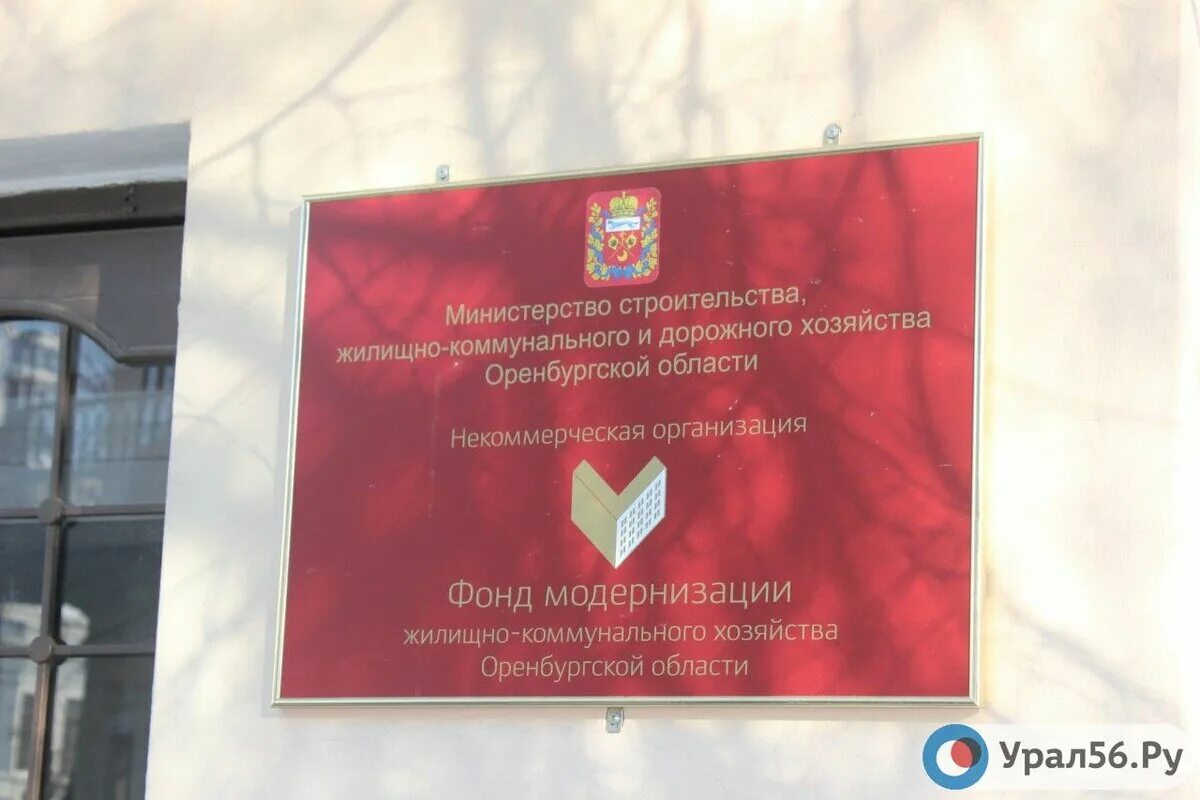 Министерство строительства,
жилищно-коммунального и дорожного хозяйства
Оренбургской области
Некоммерческая организация
Фонд модернизации
жилищно-коммунального хозяйства
Оренбургской области
Урал56.Ру